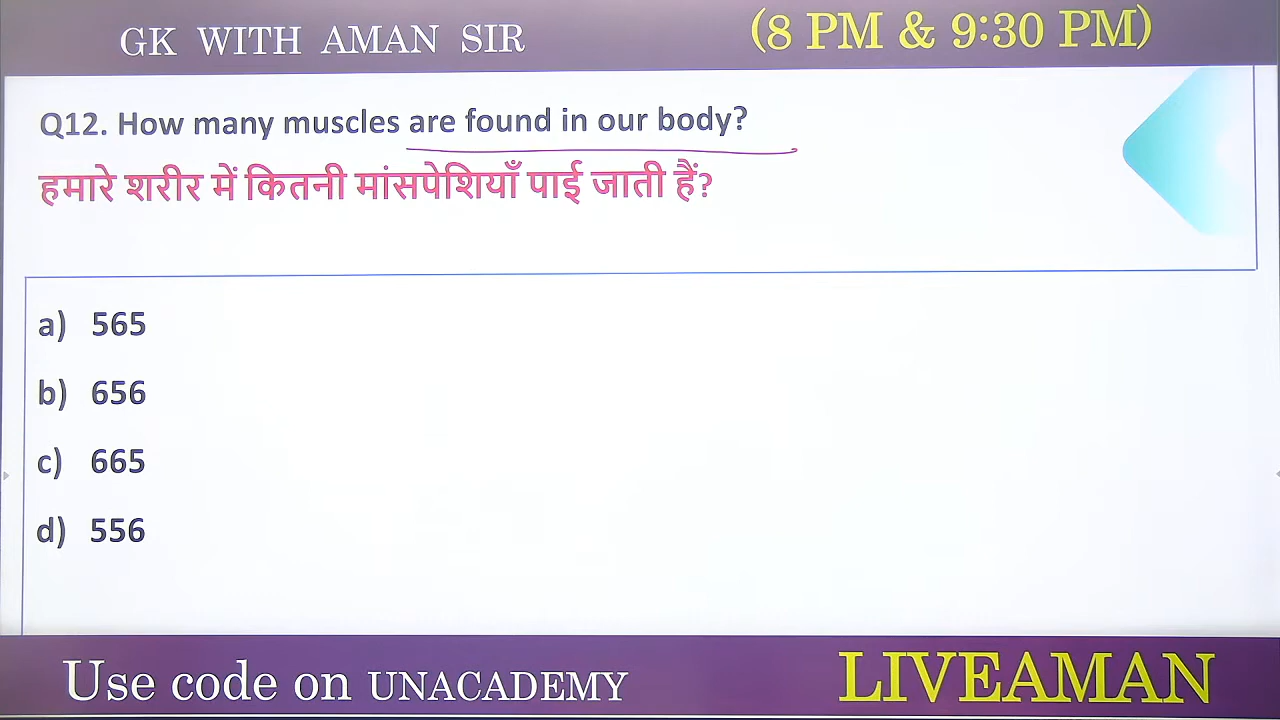 GK WITH AMAN SIR
(8 PM & 9:30 PM)
Q12. How many muscles are found in our body?
हमारे शरीर में कितनी मांसपेशियाँ पाई जाती हैं?
a) 565
b) 656
c) 665
d) 556
Use code on UNACADEMY
LIVEAMAN